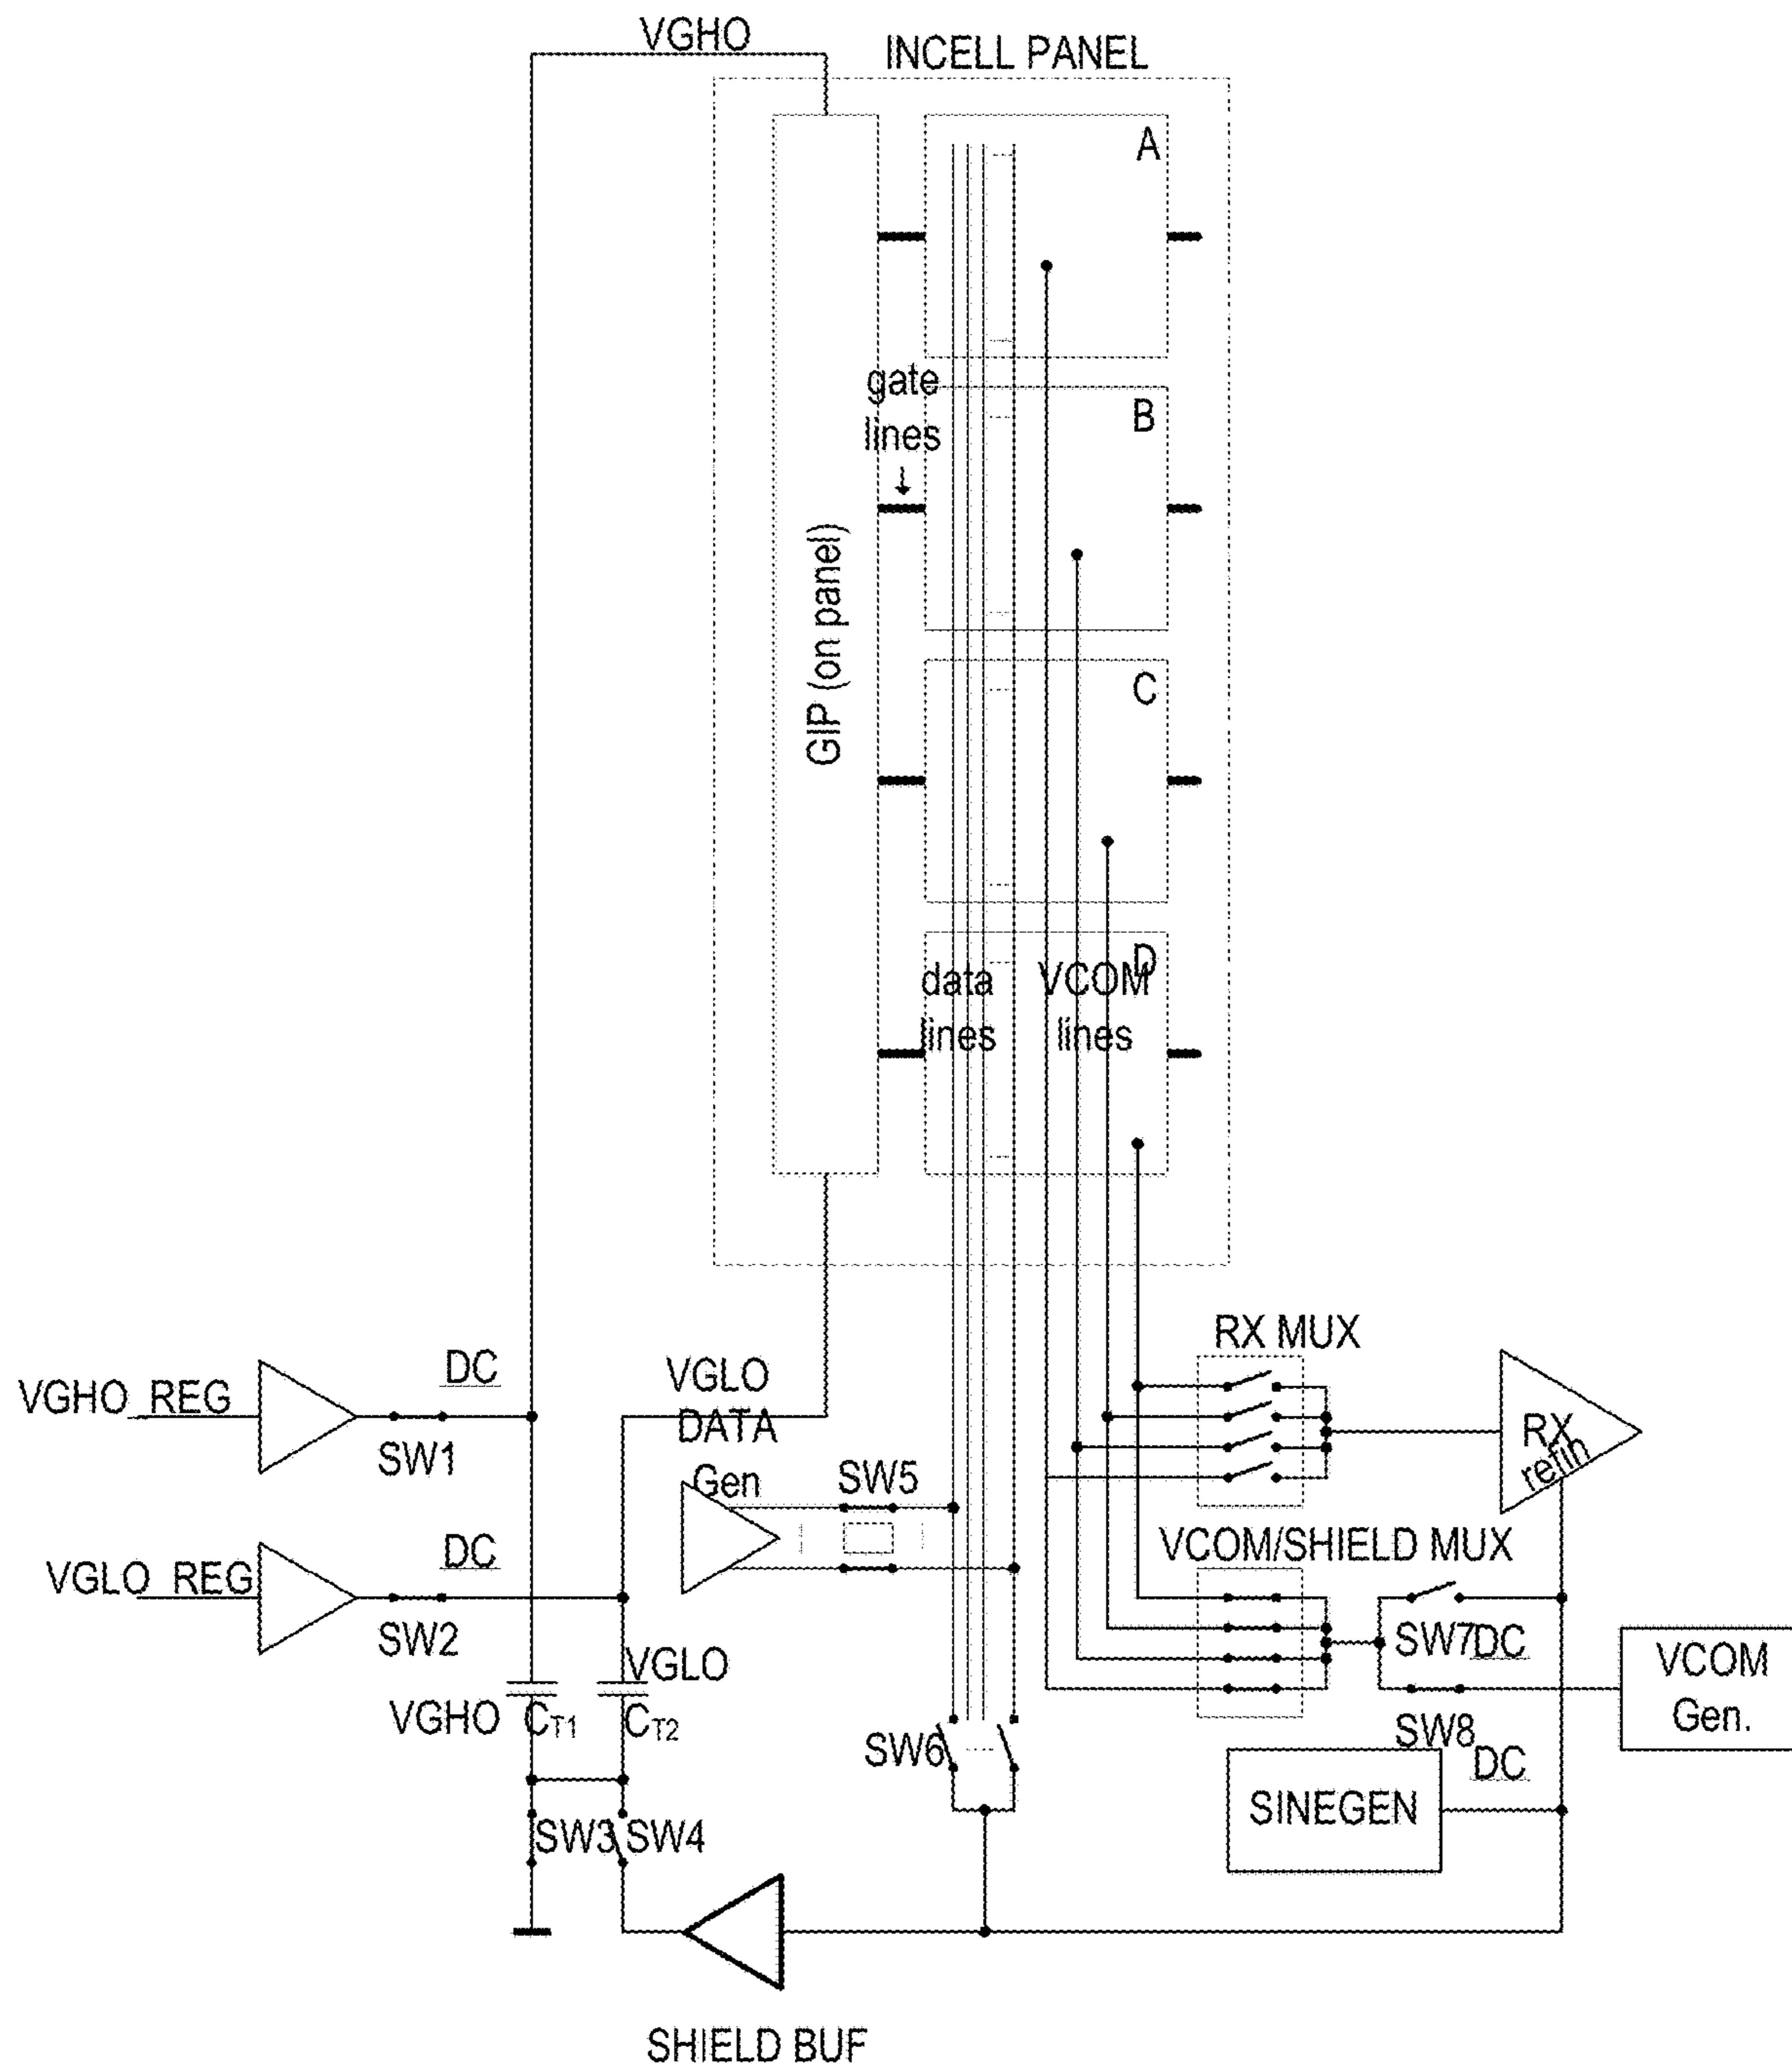 VGHO
INCELL PANEL
A
gate
lines
B
GIP (on panel)
C
D
data
lines
VCOM
lines
RX MUX
DC
VGHO_REG
SW1
VGLO
DATA
Gen
SW5
RX
refin
VCOM/SHIELD MUX
DC
VGLO_REG
SW2
SW7
DC
VCOM
Gen.
VGLO
VGHO
CT1
CT2
SW6
SW8
DC
SINEGEN
SW3
SW4
SHIELD BUF